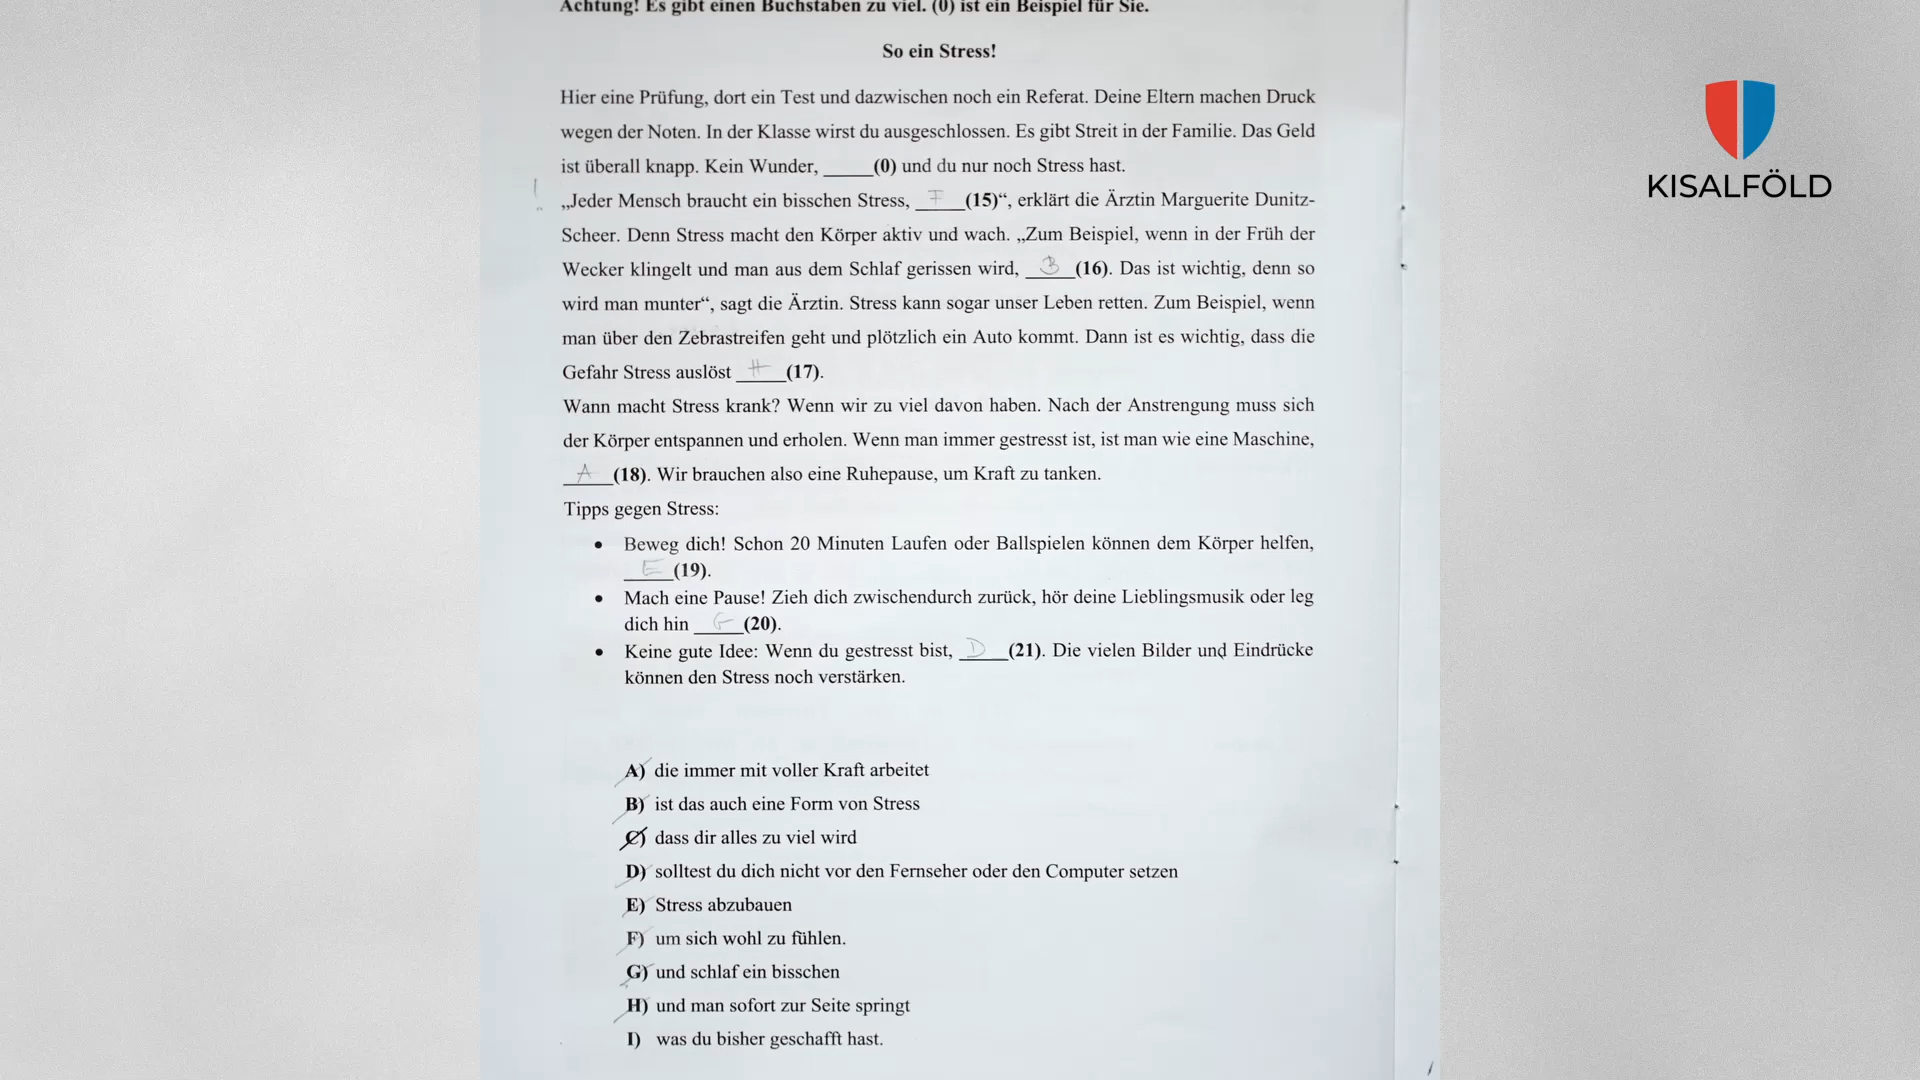 Achtung! Es gibt einen Buchstaben zu viel. (0) ist ein Beispiel für Sie.
So ein Stress!
Hier eine Prüfung, dort ein Test und dazwischen noch ein Referat. Deine Eltern machen Druck
wegen der Noten. In der Klasse wirst du ausgeschlossen. Es gibt Streit in der Familie. Das Geld
ist überall knapp. Kein Wunder, _____(0) und du nur noch Stress hast.
„Jeder Mensch braucht ein bisschen Stress, F (15)“, erklärt die Ärztin Marguerite Dunitz-
Scheer. Denn Stress macht den Körper aktiv und wach. „Zum Beispiel, wenn in der Früh der
Wecker klingelt und man aus dem Schlaf gerissen wird, B (16). Das ist wichtig, denn so
wird man munter“, sagt die Ärztin. Stress kann sogar unser Leben retten. Zum Beispiel, wenn
man über den Zebrastreifen geht und plötzlich ein Auto kommt. Dann ist es wichtig, dass die
Gefahr Stress auslöst H (17).
Wann macht Stress krank? Wenn wir zu viel davon haben. Nach der Anstrengung muss sich
der Körper entspannen und erholen. Wenn man immer gestresst ist, ist man wie eine Maschine,
A (18). Wir brauchen also eine Ruhepause, um Kraft zu tanken.
Tipps gegen Stress:
• Beweg dich! Schon 20 Minuten Laufen oder Ballspielen können dem Körper helfen,
E (19).
• Mach eine Pause! Zieh dich zwischendurch zurück, hör deine Lieblingsmusik oder leg
dich hin G (20).
• Keine gute Idee: Wenn du gestresst bist, D (21). Die vielen Bilder und Eindrücke
können den Stress noch verstärken.
A) die immer mit voller Kraft arbeitet
B) ist das auch eine Form von Stress
C) dass dir alles zu viel wird
D) solltest du dich nicht vor den Fernseher oder den Computer setzen
E) Stress abzubauen
F) um sich wohl zu fühlen.
G) und schlaf ein bisschen
H) und man sofort zur Seite springt
I) was du bisher geschafft hast.
KISALFÖLD